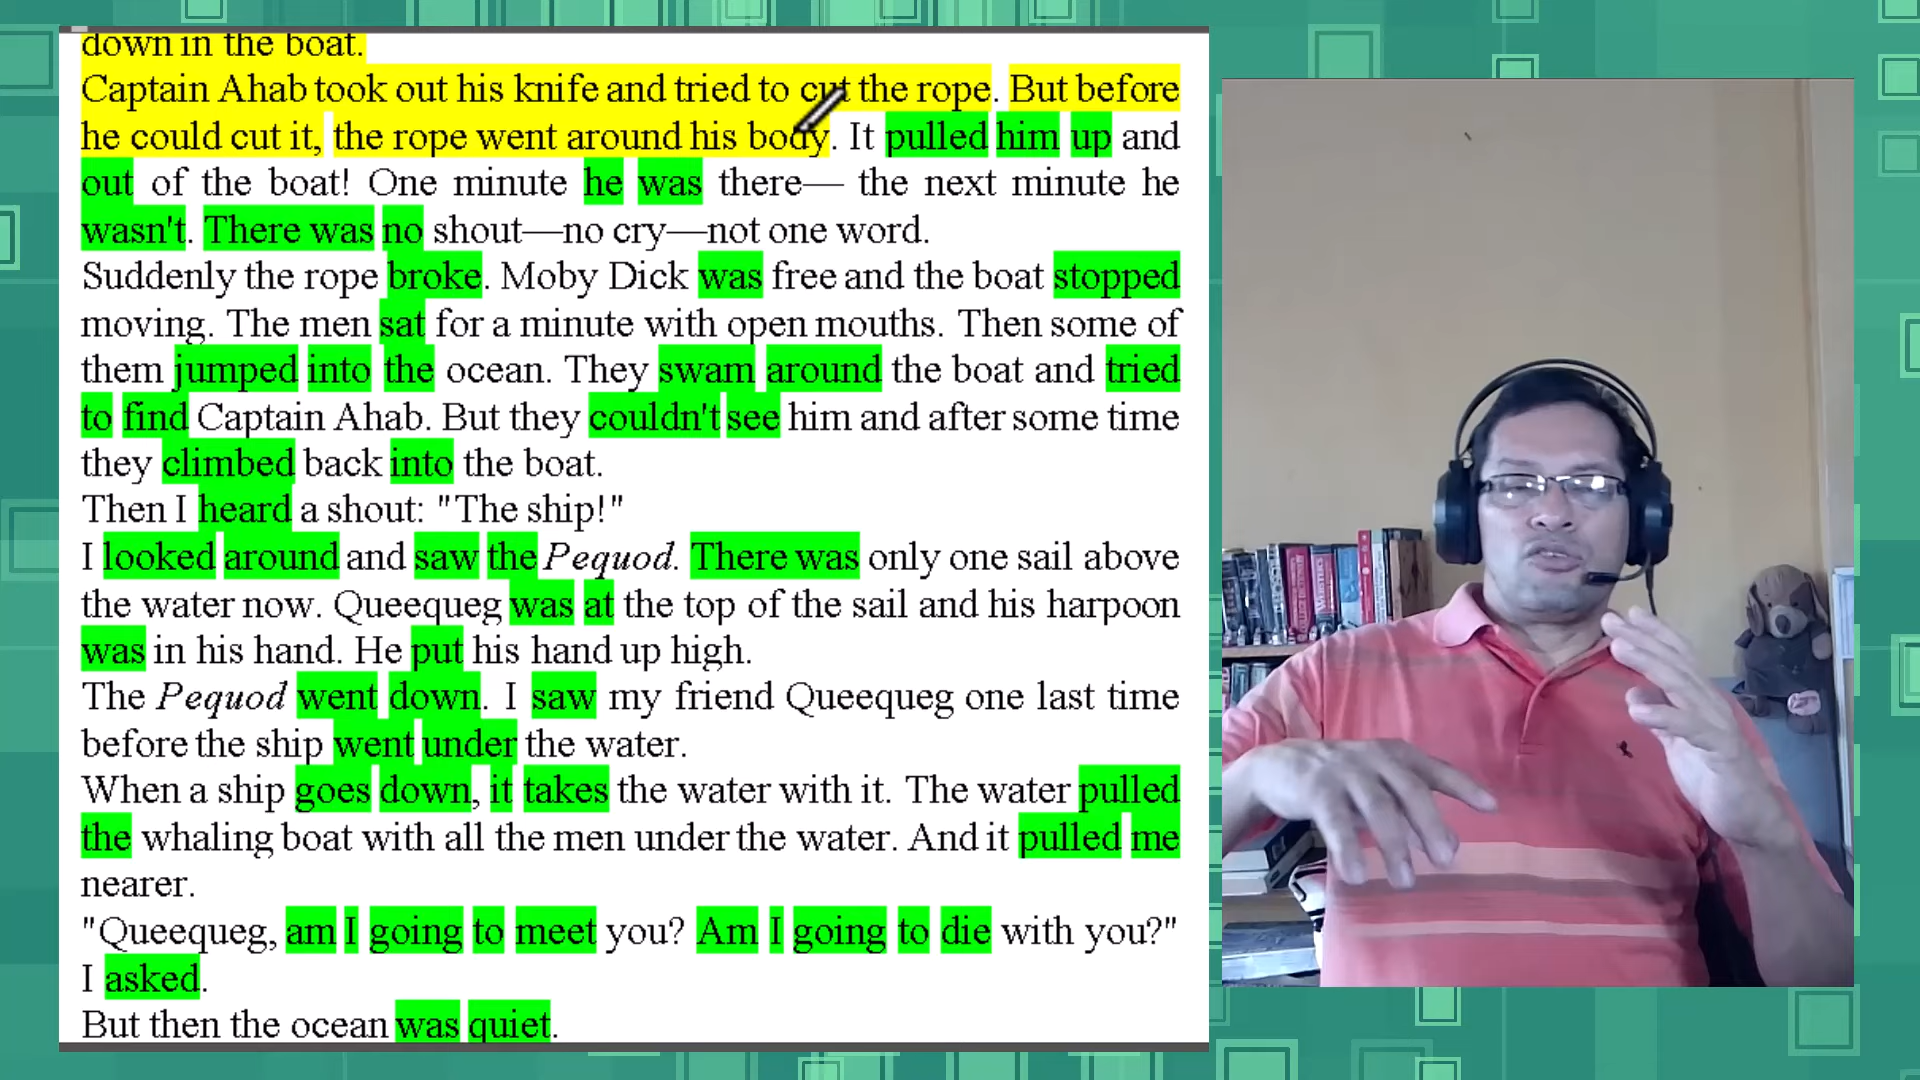 down in the boat.
Captain Ahab took out his knife and tried to cut the rope. But before
he could cut it, the rope went around his body. It pulled him up and
out of the boat! One minute he was there— the next minute he
wasn't. There was no shout—no cry—not one word.
Suddenly the rope broke. Moby Dick was free and the boat stopped
moving. The men sat for a minute with open mouths. Then some of
them jumped into the ocean. They swam around the boat and tried
to find Captain Ahab. But they couldn't see him and after some time
they climbed back into the boat.
Then I heard a shout: "The ship!"
I looked around and saw the Pequod. There was only one sail above
the water now. Queequeg was at the top of the sail and his harpoon
was in his hand. He put his hand up high.
The Pequod went down. I saw my friend Queequeg one last time
before the ship went under the water.
When a ship goes down, it takes the water with it. The water pulled
the whaling boat with all the men under the water. And it pulled me
nearer.
"Queequeg, am I going to meet you? Am I going to die with you?"
I asked.
But then the ocean was quiet.